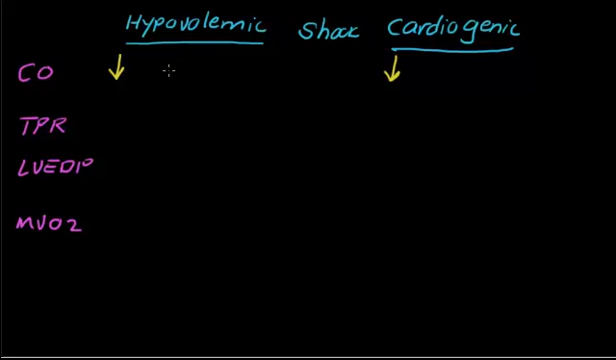 Hypovolemic Shock Cardiogenic
CO ↓ ↓
TPR
LVEDP
MVO2